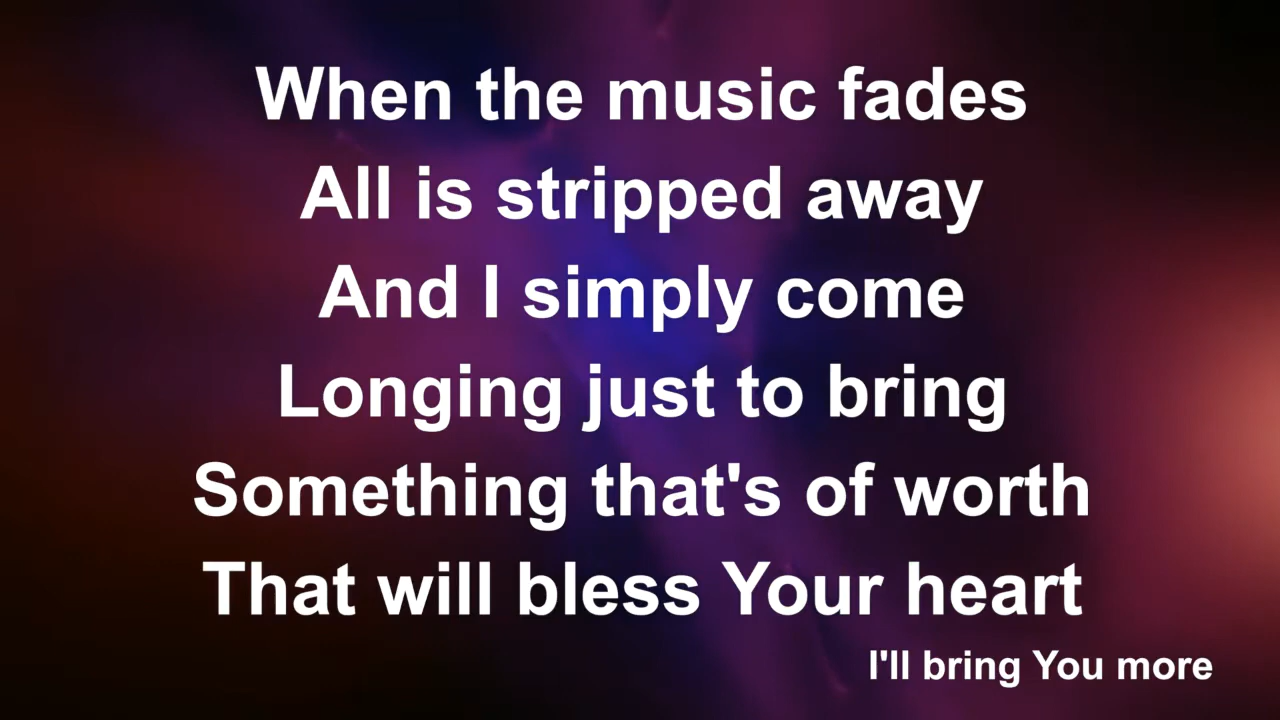 When the music fades
All is stripped away
And I simply come
Longing just to bring
Something that's of worth
That will bless Your heart
I'll bring You more